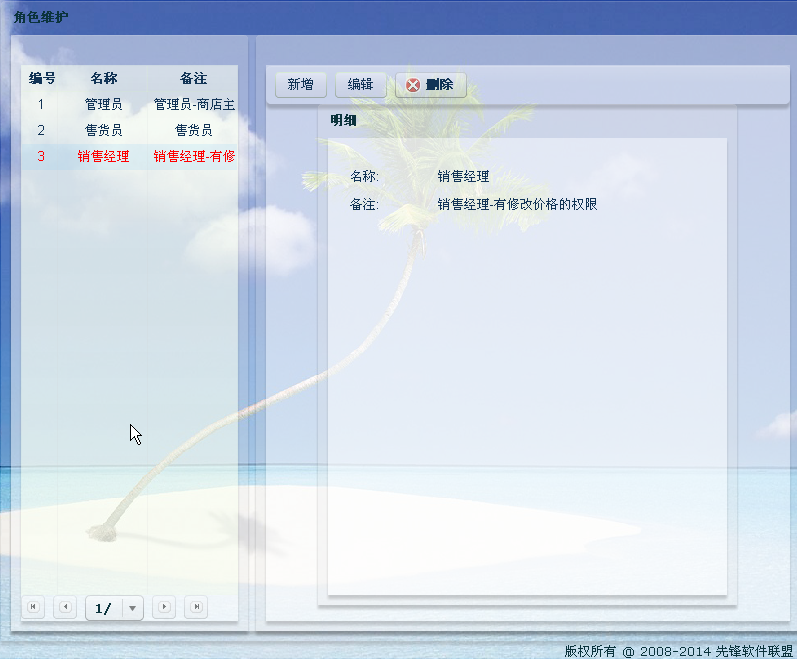 角色维护
编号 名称 备注
1 管理员 管理员-商店主
2 售货员 售货员
3 销售经理 销售经理-有修
1/
新增 编辑 删除
明细
名称: 销售经理
备注: 销售经理-有修改价格的权限
版权所有 @ 2008-2014 先锋软件联盟